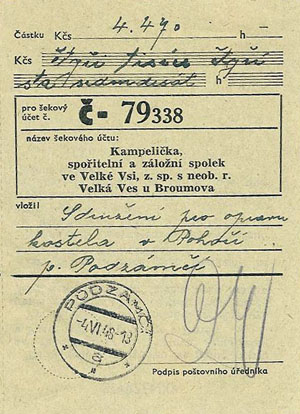 Částku Kčs 4.470 h —
Kčs čtyři tisíce čtyři
sta sedmdesát h
pro šekový účet č. č- 79338
název šekového účtu:
Kampelička,
spořitelní a záložní spolek
ve Velké Vsi, z. sp. s neob. r.
Velká Ves u Broumova
vložil Sdružení pro opravu
kostela v Pohoří
p. Podzámčí
PODZÁMČÍ
-4.VI.46-13
a
Podpis poštovního úředníka